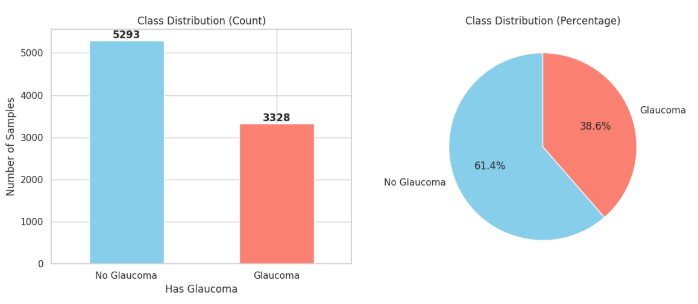 Class Distribution (Count)
5293
3328
5000
4000
3000
2000
1000
0
Number of Samples
No Glaucoma
Glaucoma
Has Glaucoma
Class Distribution (Percentage)
Glaucoma
38.6%
61.4%
No Glaucoma